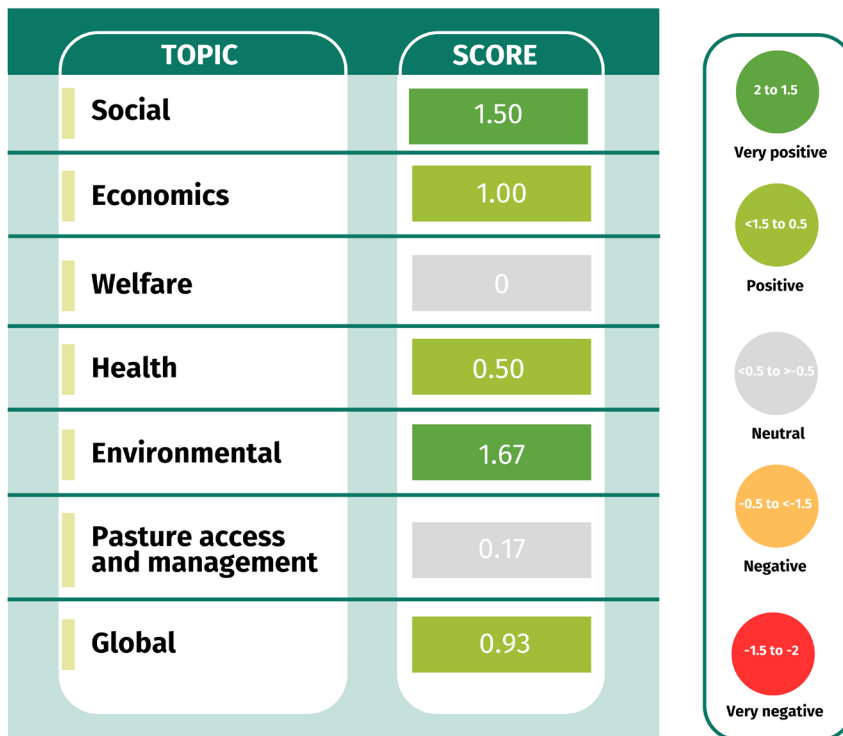 TOPIC SCORE
Social 1.50
Economics 1.00
Welfare 0
Health 0.50
Environmental 1.67
Pasture access
and management 0.17
Global 0.93
2 to 1.5
Very positive
<1.5 to 0.5
Positive
<0.5 to >-0.5
Neutral
-0.5 to <-1.5
Negative
-1.5 to -2
Very negative